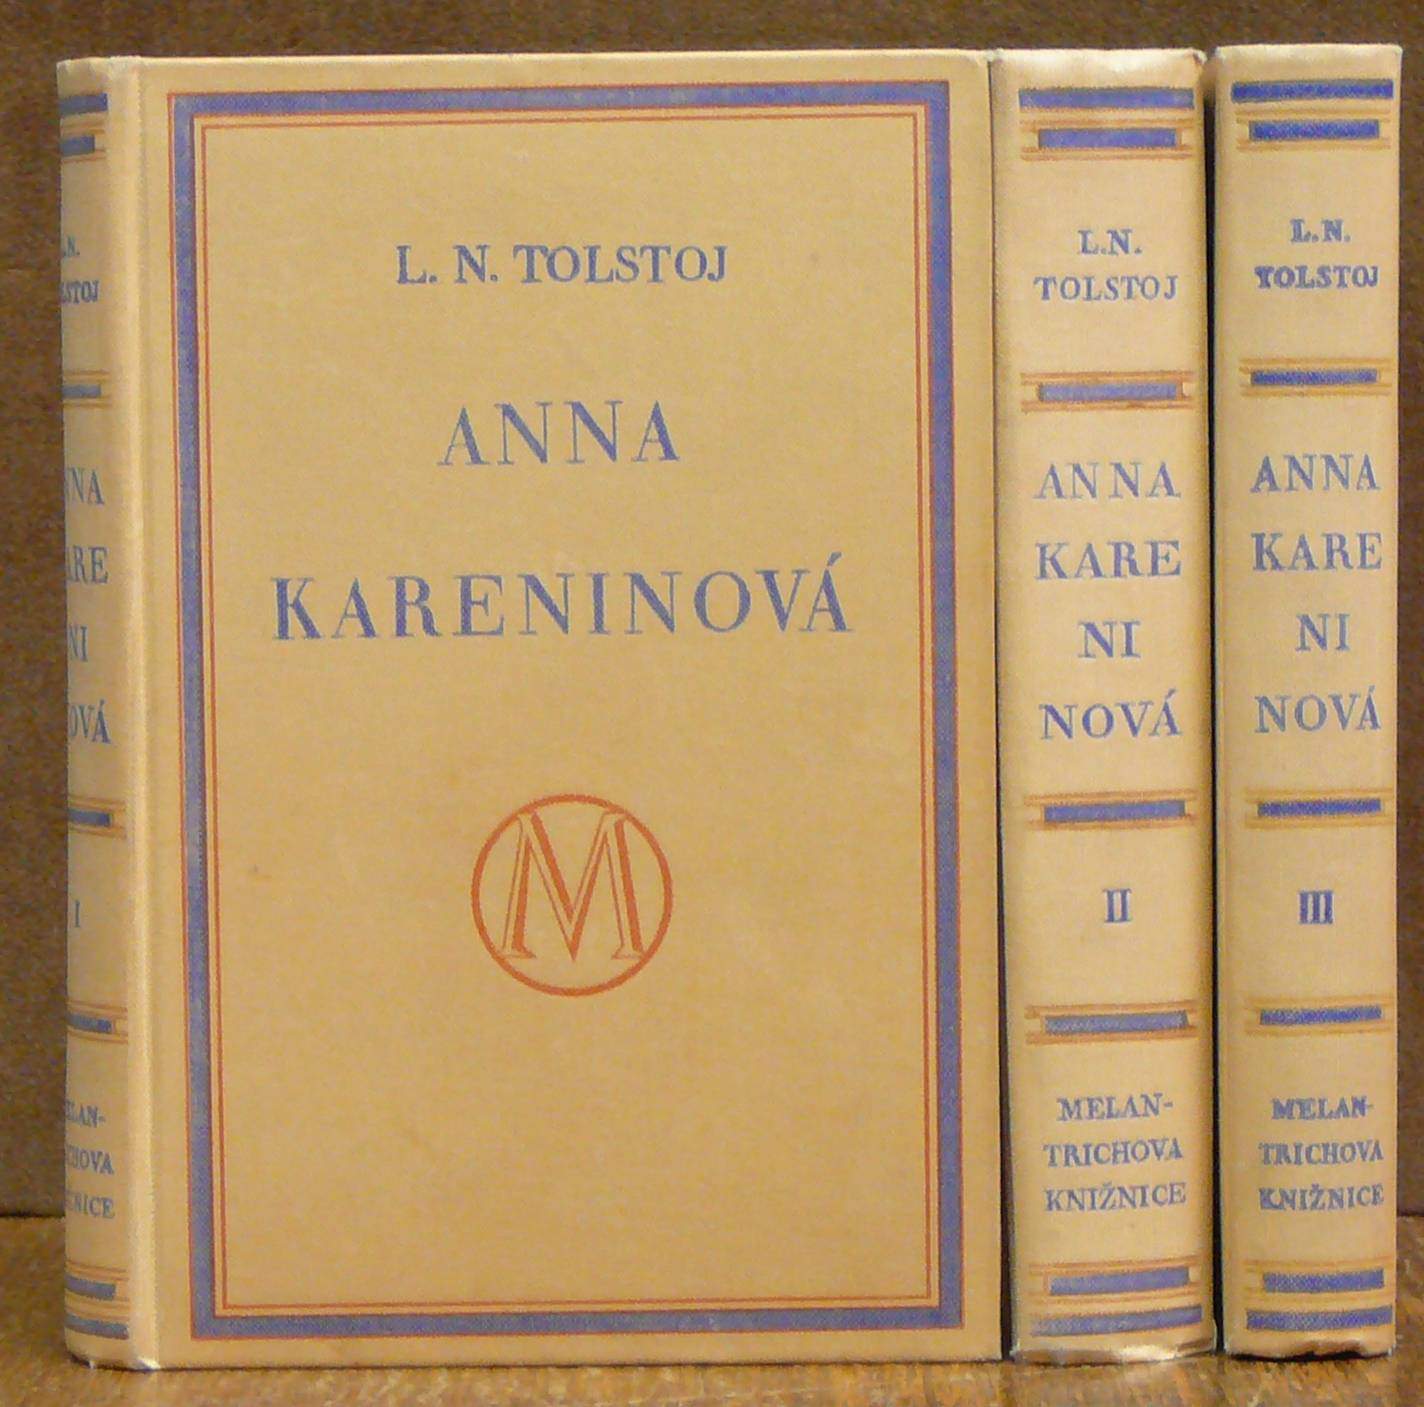 L. N. TOLSTOJ
ANNA
KARENINOVÁ
M
L.N.
TOLSTOJ
ANNA
KARE
NI
NOVÁ
II
MELAN-
TRICHOVA
KNIŽNICE
L.N.
TOLSTOJ
ANNA
KARE
NI
NOVÁ
III
MELAN-
TRICHOVA
KNIŽNICE
NI
I